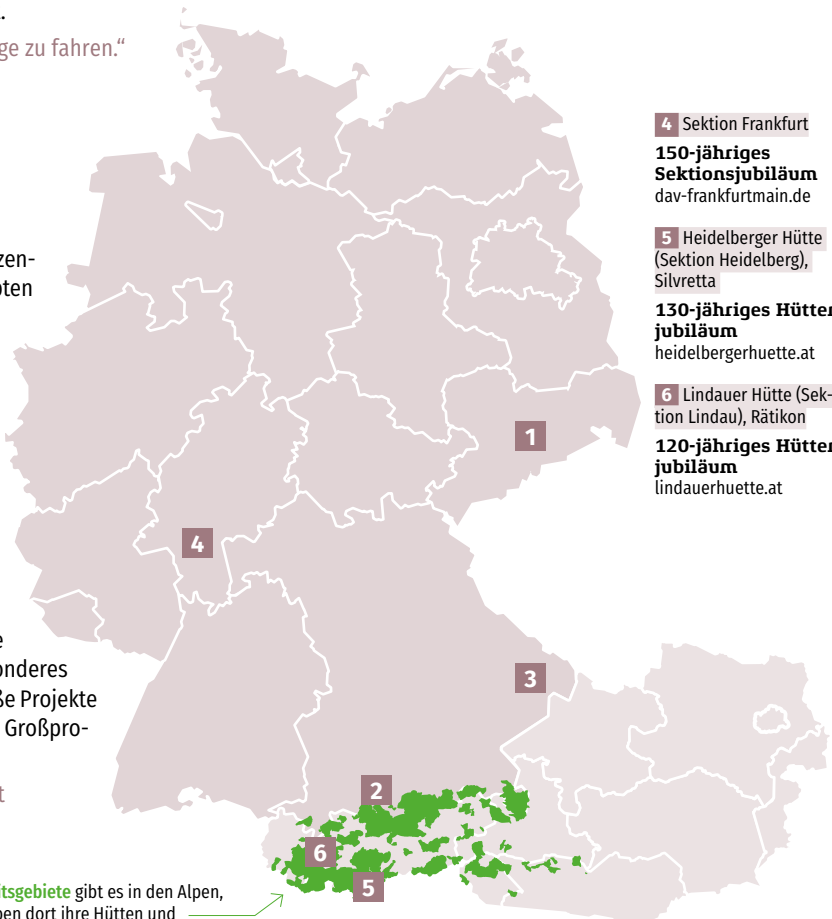 ge zu fahren.“
zen-
oten
e
onderes
ße Projekte
Großpro-
t
itsgebiete gibt es in den Alpen,
ben dort ihre Hütten und
1
4
3
2
6
5
4 Sektion Frankfurt
150-jähriges
Sektionsjubiläum
dav-frankfurtmain.de
5 Heidelberger Hütte
(Sektion Heidelberg),
Silvretta
130-jähriges Hütten
jubiläum
heidelbergerhuette.at
6 Lindauer Hütte (Sek-
tion Lindau), Rätikon
120-jähriges Hütten
jubiläum
lindauerhuette.at